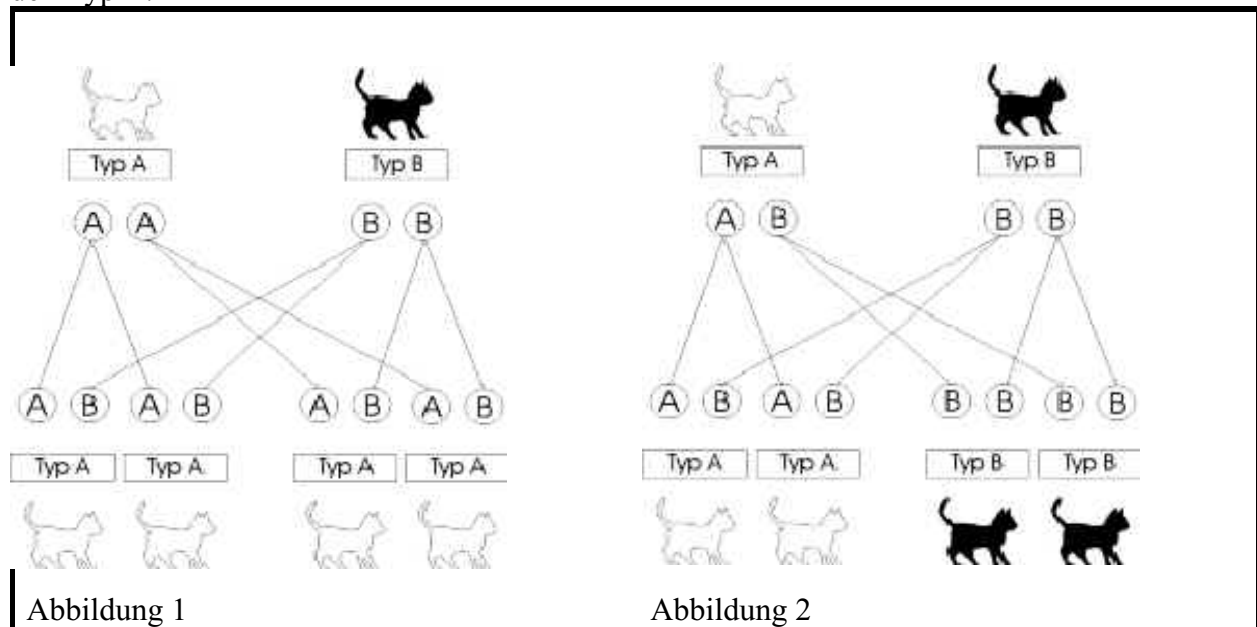 Typ A Typ B Typ A Typ B
A A B B A B B B
A B A B A B A B A B A B B B B B
Typ A Typ A Typ A Typ A Typ A Typ A Typ B Typ B
Abbildung 1 Abbildung 2